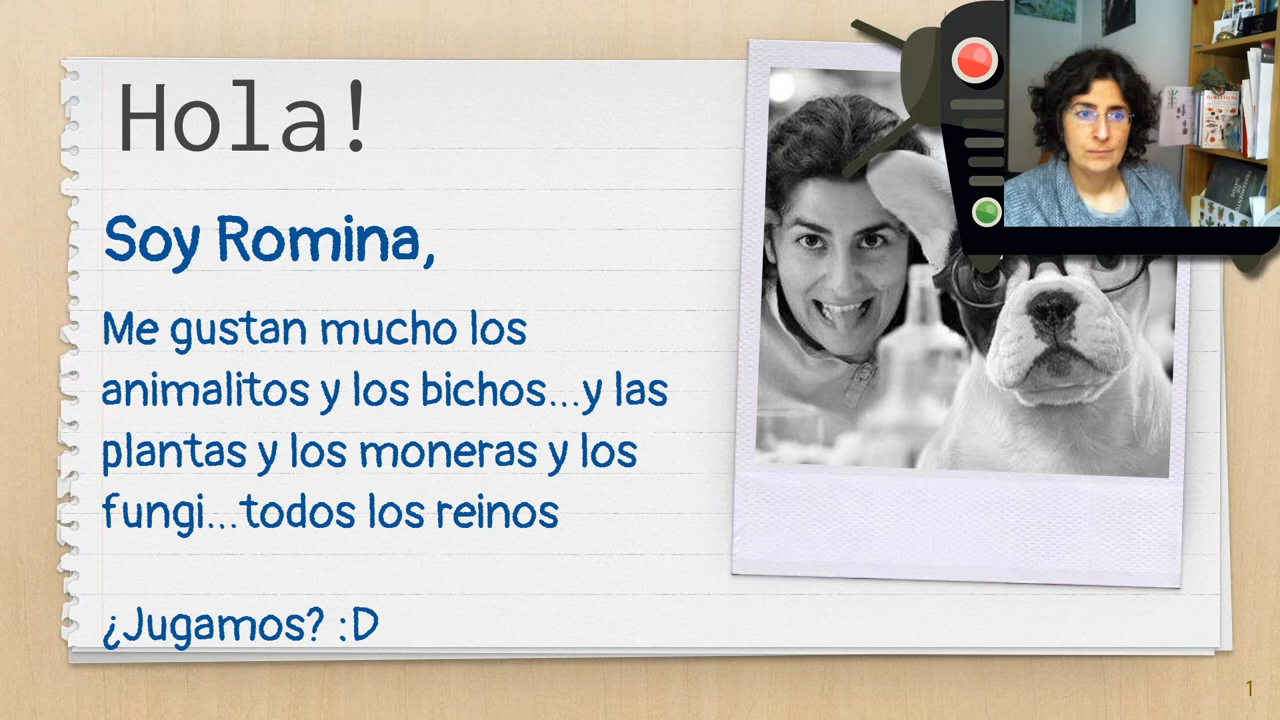 Hola!
Soy Romina,
Me gustan mucho los
animalitos y los bichos...y las
plantas y los moneras y los
fungi...todos los reinos
¿Jugamos? :D
1